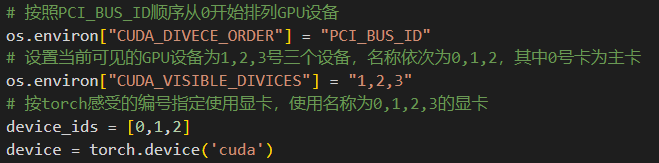 # 按照PCI_BUS_ID顺序从0开始排列GPU设备
os.environ["CUDA_DIVECE_ORDER"] = "PCI_BUS_ID"
# 设置当前可见的GPU设备为1,2,3号三个设备，名称依次为0,1,2，其中0号卡为主卡
os.environ["CUDA_VISIBLE_DIVICES"] = "1,2,3"
# 按torch感受的编号指定使用显卡，使用名称为0,1,2,3的显卡
device_ids = [0,1,2]
device = torch.device('cuda')